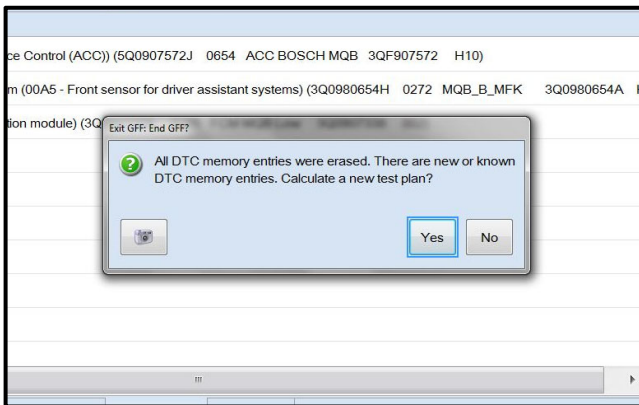 ce Control (ACC)) (5Q0907572J 0654 ACC BOSCH MQB 3QF907572 H10)
m (00A5 - Front sensor for driver assistant systems) (3Q0980654H 0272 MQB_B_MFK 3Q0980654A
tion module) (3Q
Exit GFF: End GFF?
All DTC memory entries were erased. There are new or known
DTC memory entries. Calculate a new test plan?
Yes No